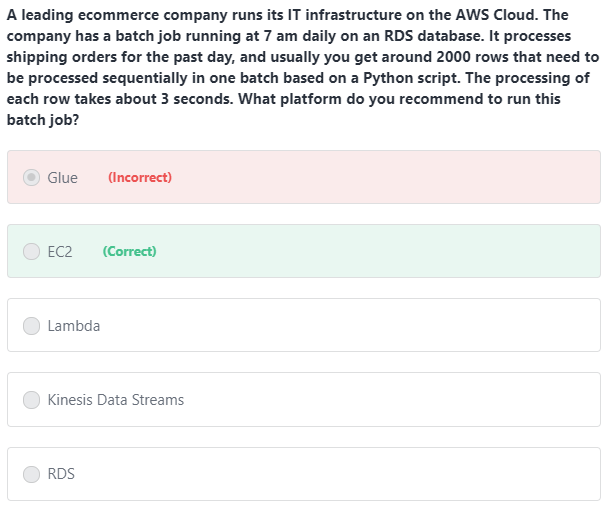 A leading ecommerce company runs its IT infrastructure on the AWS Cloud. The
company has a batch job running at 7 am daily on an RDS database. It processes
shipping orders for the past day, and usually you get around 2000 rows that need to
be processed sequentially in one batch based on a Python script. The processing of
each row takes about 3 seconds. What platform do you recommend to run this
batch job?
Glue (Incorrect)
EC2 (Correct)
Lambda
Kinesis Data Streams
RDS